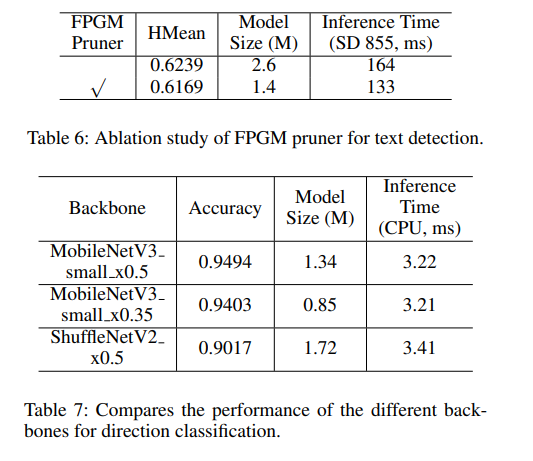 FPGM Pruner HMean Model Size (M) Inference Time (SD 855, ms)
0.6239 2.6 164
√ 0.6169 1.4 133
Table 6: Ablation study of FPGM pruner for text detection.
Backbone Accuracy Model Size (M) Inference Time (CPU, ms)
MobileNetV3_small_x0.5 0.9494 1.34 3.22
MobileNetV3_small_x0.35 0.9403 0.85 3.21
ShuffleNetV2_x0.5 0.9017 1.72 3.41
Table 7: Compares the performance of the different back-
bones for direction classification.